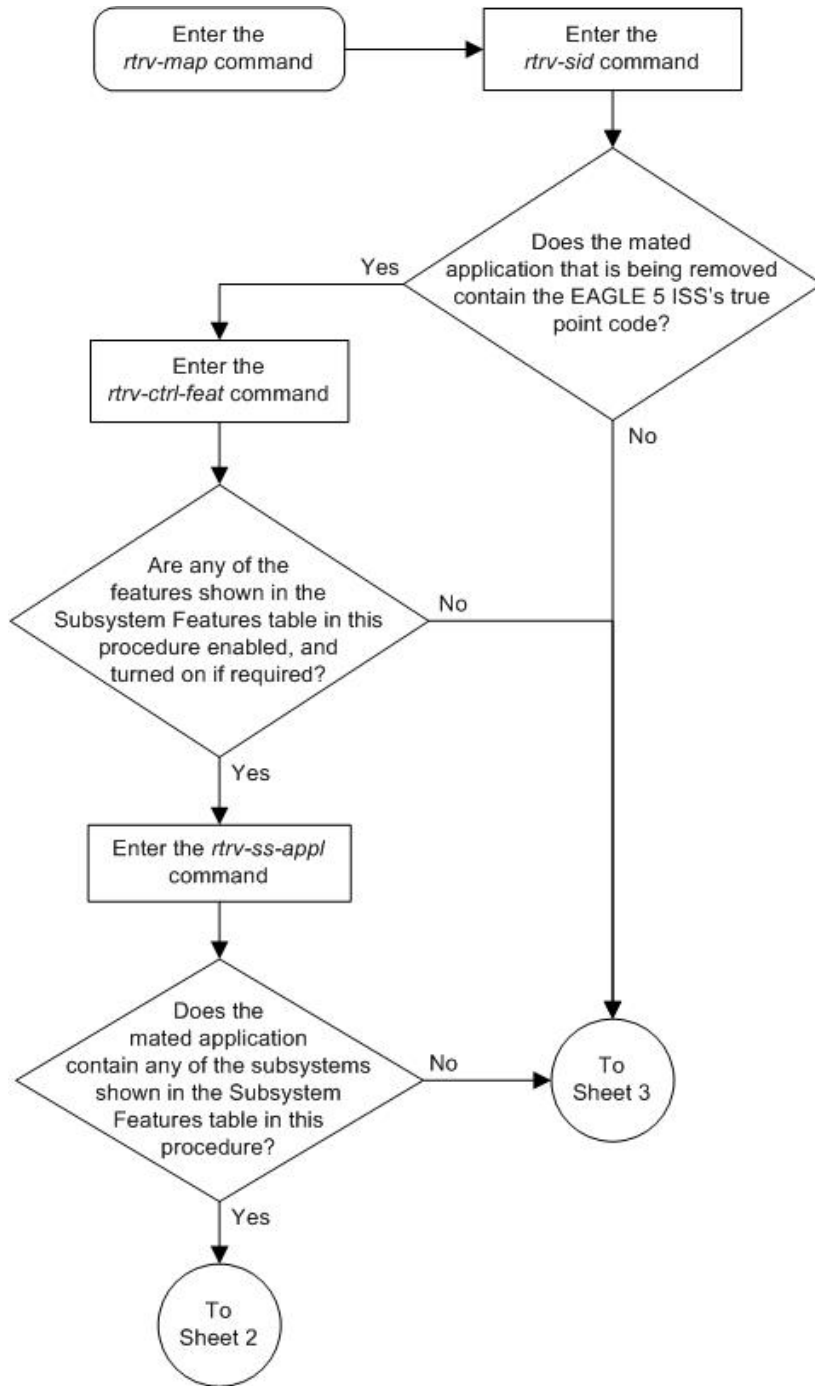 Enter the
rtrv-map command
Enter the
rtrv-sid command
Does the mated
application that is being removed
contain the EAGLE 5 ISS's true
point code?
Yes
No
Enter the
rtrv-ctrl-feat command
Are any of the
features shown in the
Subsystem Features table in this
procedure enabled, and
turned on if required?
No
Yes
Enter the rtrv-ss-appl
command
Does the
mated application
contain any of the subsystems
shown in the Subsystem
Features table in this
procedure?
No
To
Sheet 3
Yes
To
Sheet 2